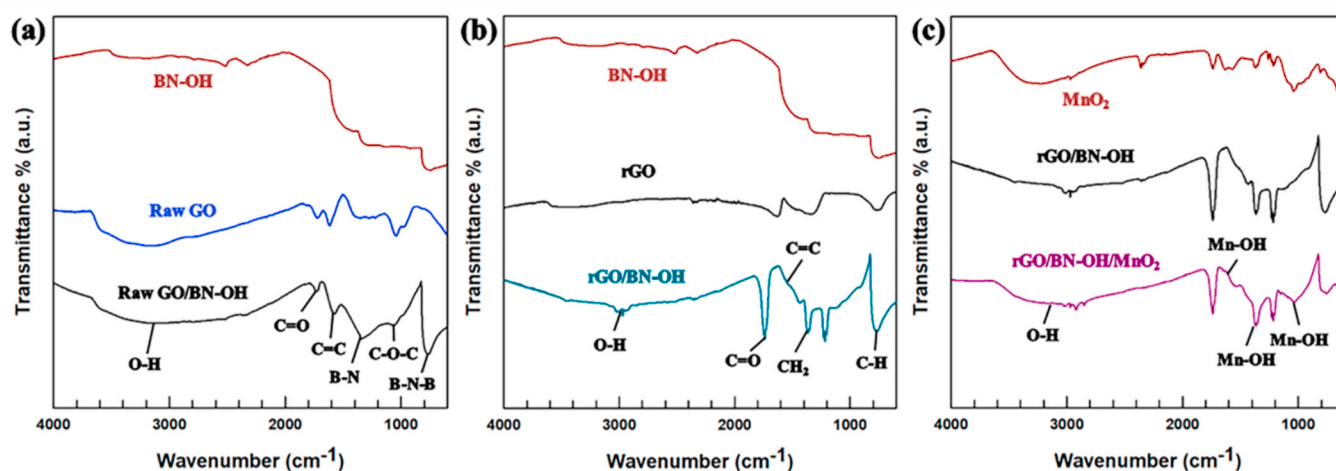 (a)
BN-OH
Raw GO
Raw GO/BN-OH
O-H
C=O
C=C
B-N
C-O-C
B-N-B
Transmittance % (a.u.)
4000 3000 2000 1000
Wavenumber (cm⁻¹)
(b)
BN-OH
rGO
rGO/BN-OH
C=C
O-H
C=O
CH₂
C-H
Transmittance % (a.u.)
4000 3000 2000 1000
Wavenumber (cm⁻¹)
(c)
MnO₂
rGO/BN-OH
rGO/BN-OH/MnO₂
Mn-OH
O-H
Mn-OH
Mn-OH
Transmittance % (a.u.)
4000 3000 2000 1000
Wavenumber (cm⁻¹)